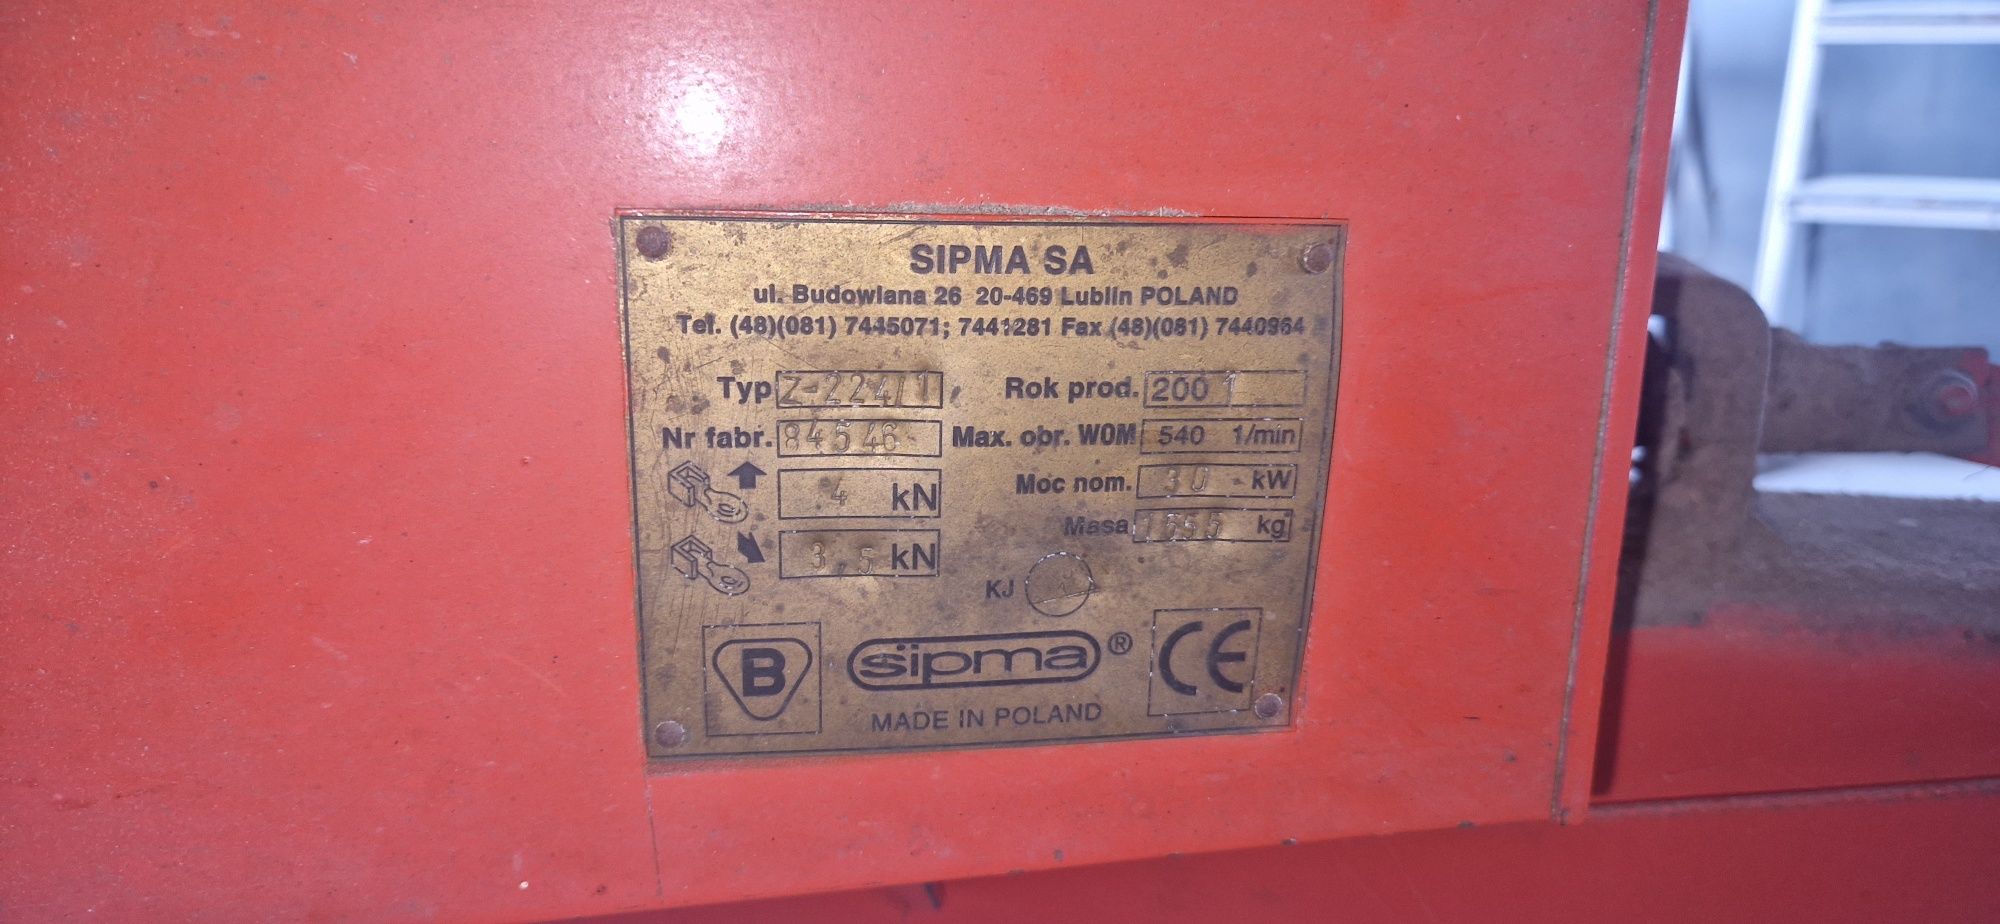 SIPMA SA
ul. Budowlana 26 20-469 Lublin POLAND
Tel. (48)(081) 7445071; 7441281 Fax (48)(081) 7440964
Typ Z-224/1 Rok prod. 2001
Nr fabr. 84546 Max. obr. WOM 540 1/min
4 kN Moc nom. 30 kW
3,5 kN Masa kg
KJ
B sipma® CE
MADE IN POLAND